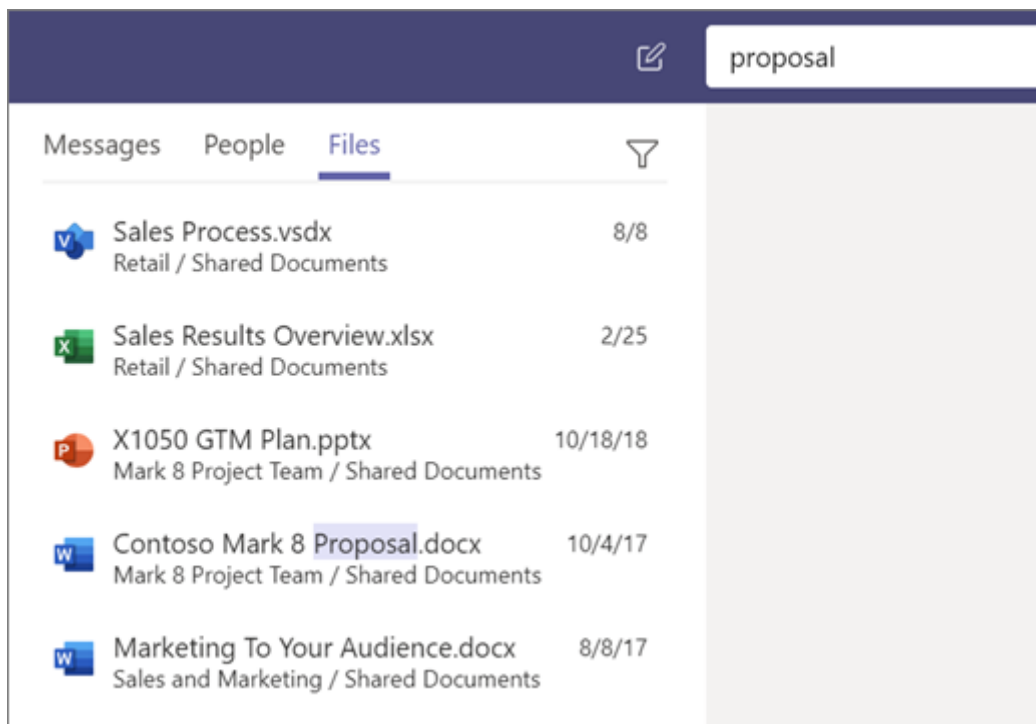 proposal
Messages People Files
V Sales Process.vsdx 8/8
Retail / Shared Documents
X Sales Results Overview.xlsx 2/25
Retail / Shared Documents
P X1050 GTM Plan.pptx 10/18/18
Mark 8 Project Team / Shared Documents
W Contoso Mark 8 Proposal.docx 10/4/17
Mark 8 Project Team / Shared Documents
W Marketing To Your Audience.docx 8/8/17
Sales and Marketing / Shared Documents